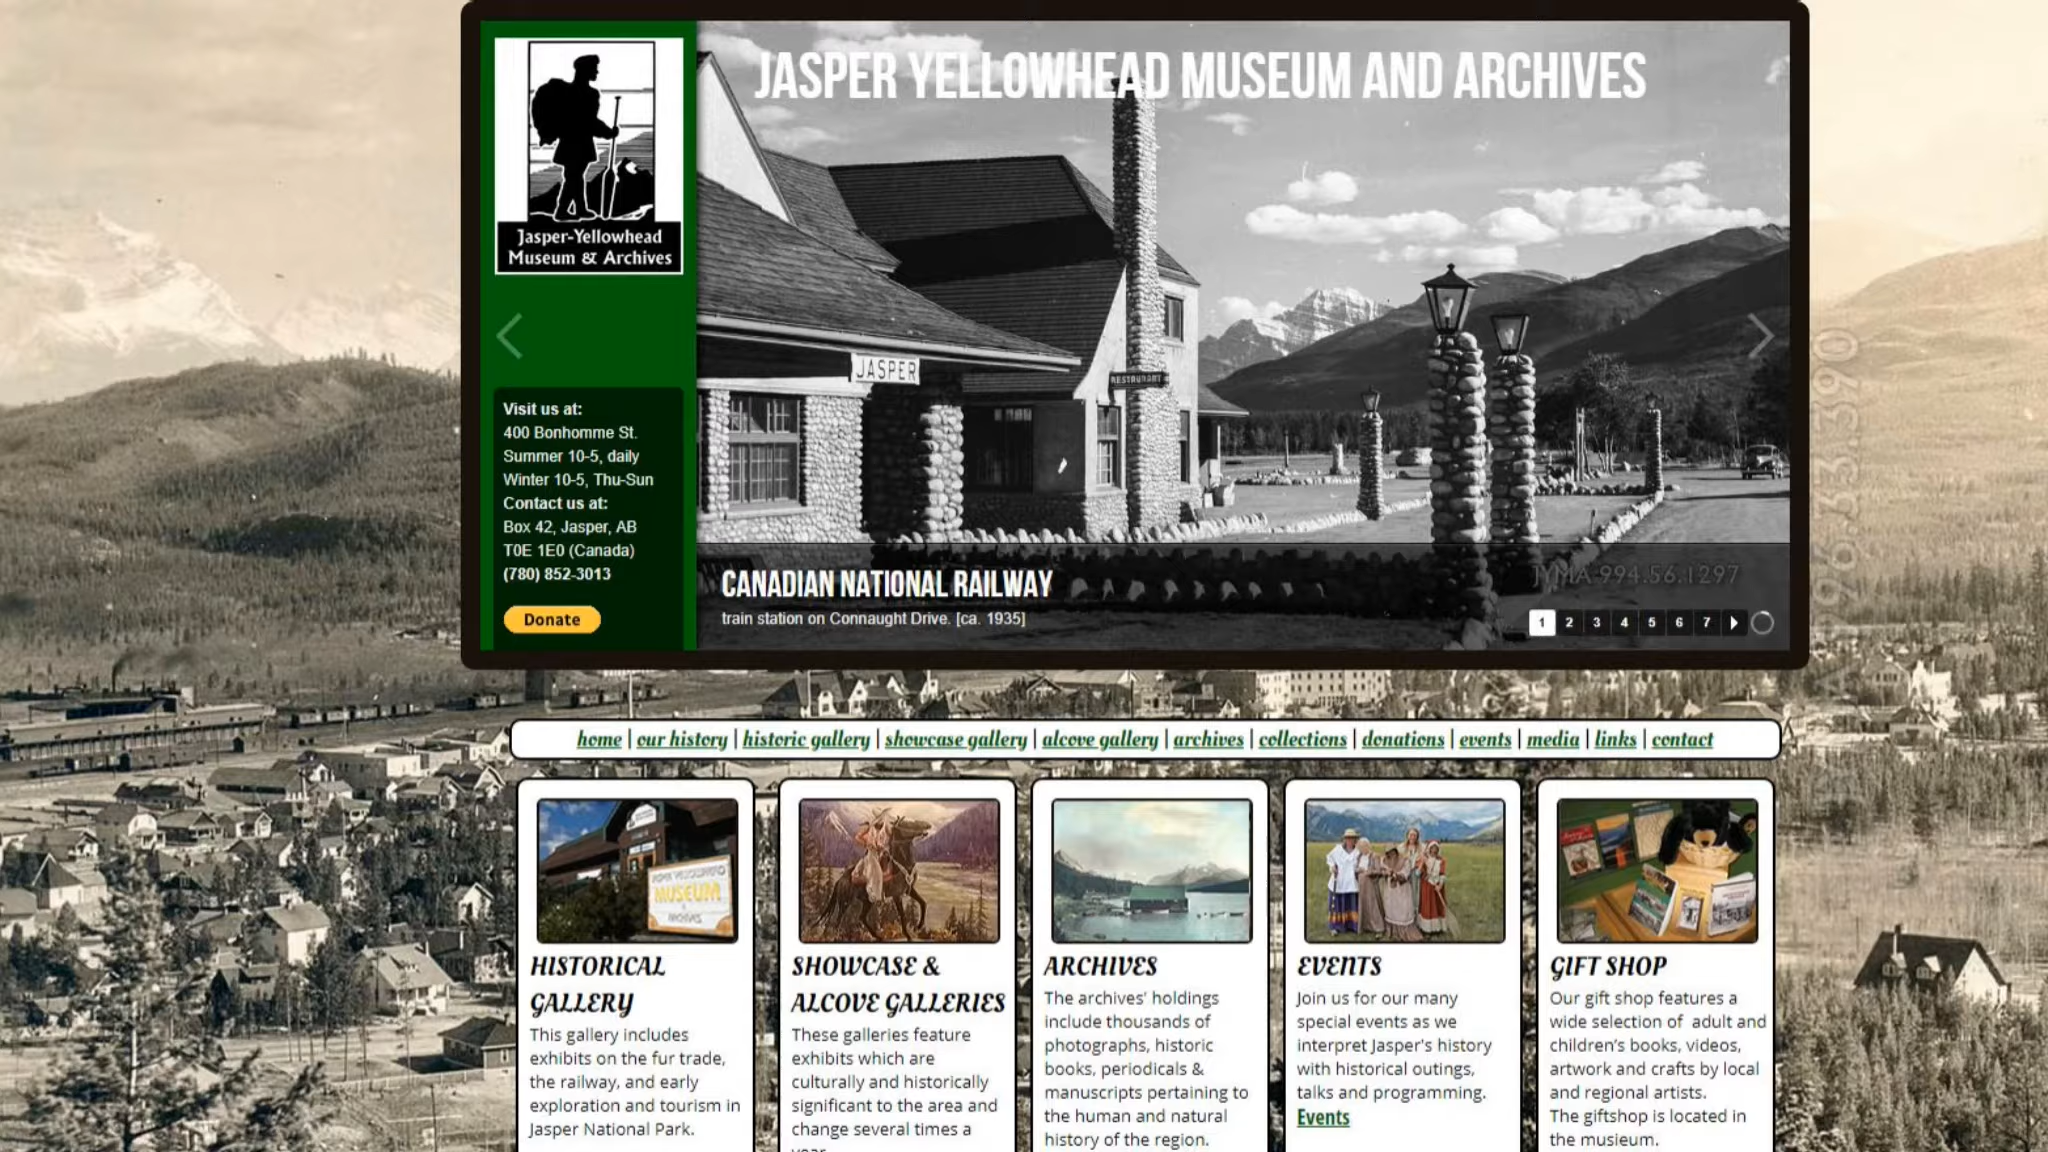 JASPER YELLOWHEAD MUSEUM AND ARCHIVES
Jasper-Yellowhead
Museum & Archives
Visit us at:
400 Bonhomme St.
Summer 10-5, daily
Winter 10-5, Thu-Sun
Contact us at:
Box 42, Jasper, AB
T0E 1E0 (Canada)
(780) 852-3013
Donate
JASPER
RESTAURANT
CANADIAN NATIONAL RAILWAY
train station on Connaught Drive. [ca. 1935]
JYMA-994.56.1297
1 2 3 4 5 6 7
home | our history | historic gallery | showcase gallery | alcove gallery | archives | collections | donations | events | media | links | contact
MUSEUM
ARCHIVES
HISTORICAL
GALLERY
This gallery includes
exhibits on the fur trade,
the railway, and early
exploration and tourism in
Jasper National Park.
SHOWCASE &
ALCOVE GALLERIES
These galleries feature
exhibits which are
culturally and historically
significant to the area and
change several times a
year.
ARCHIVES
The archives' holdings
include thousands of
photographs, historic
books, periodicals &
manuscripts pertaining to
the human and natural
history of the region.
EVENTS
Join us for our many
special events as we
interpret Jasper's history
with historical outings,
talks and programming.
Events
GIFT SHOP
Our gift shop features a
wide selection of adult and
children's books, videos,
artwork and crafts by local
and regional artists.
The giftshop is located in
the musieum.